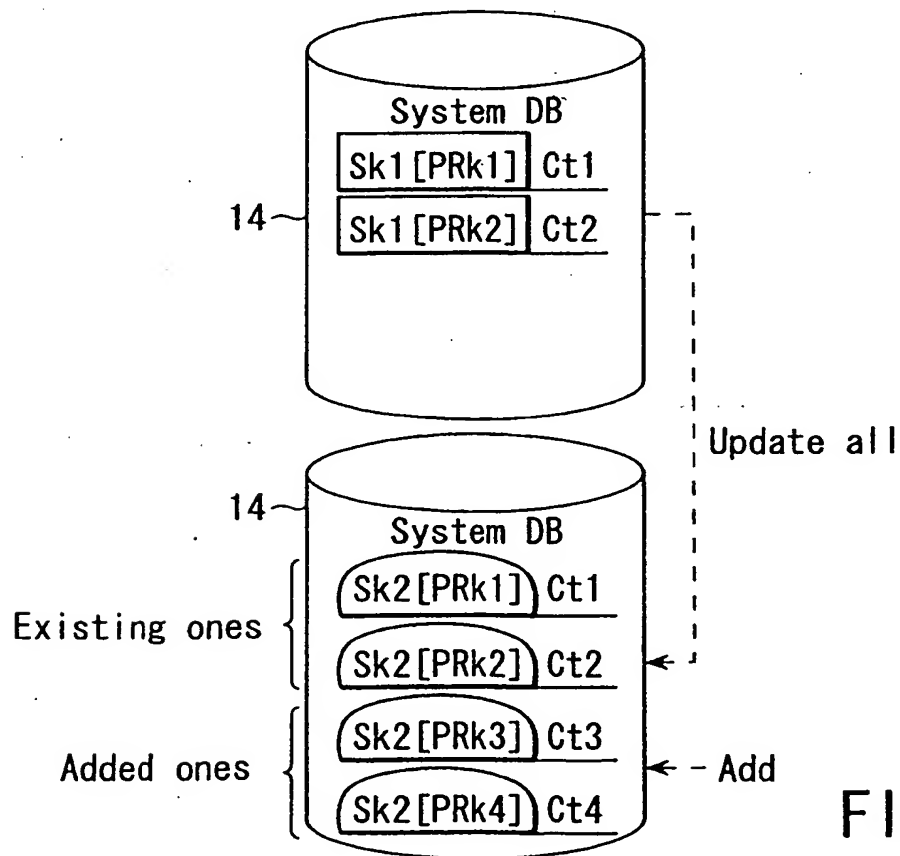 System DB
Sk1[PRk1] Ct1
14
Sk1[PRk2] Ct2
Update all
14
System DB
Sk2[PRk1] Ct1
Existing ones
Sk2[PRk2] Ct2
Sk2[PRk3] Ct3
Added ones
Add
Sk2[PRk4] Ct4
FI